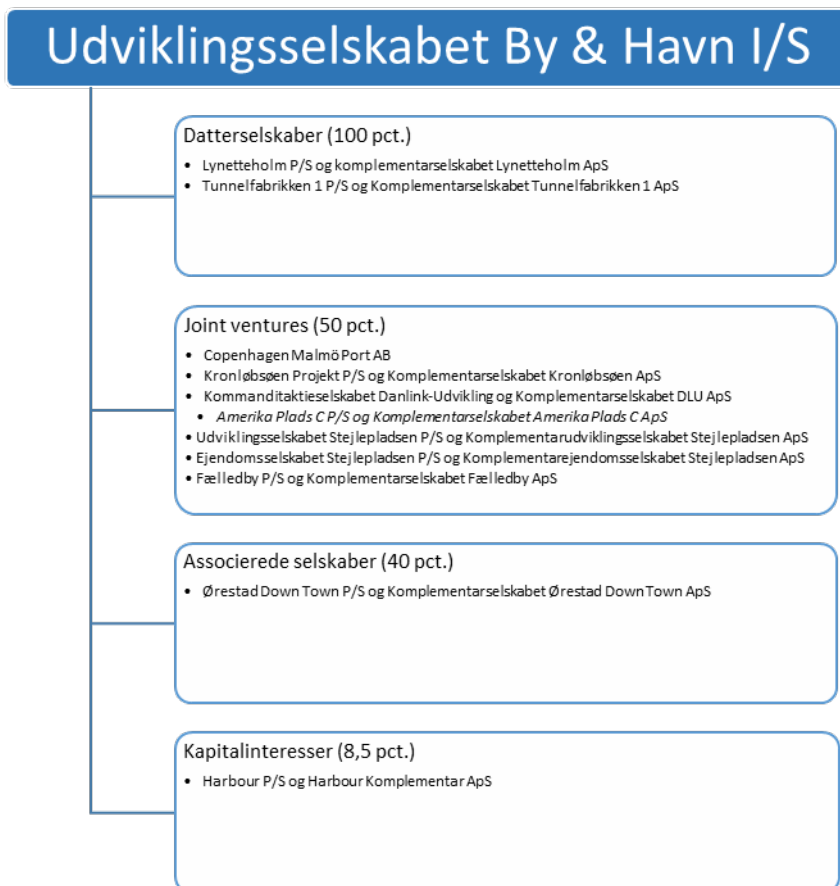 Udviklingsselskabet By & Havn I/S
Datterselskaber (100 pct.)
• Lynetteholm P/S og komplementarselskabet Lynetteholm ApS
• Tunnelfabrikken 1 P/S og Komplementarselskabet Tunnelfabrikken 1 ApS
Joint ventures (50 pct.)
• Copenhagen Malmö Port AB
• Kronløbsøen Projekt P/S og Komplementarselskabet Kronløbsøen ApS
• Kommanditaktieselskabet Danlink-Udvikling og Komplementarselskabet DLU ApS
• Amerika Plads C P/S og Komplementarselskabet Amerika Plads C ApS
• Udviklingsselskabet Stejlepladsen P/S og Komplementarudviklingsselskabet Stejlepladsen ApS
• Ejendomsselskabet Stejlepladsen P/S og Komplementarejendomsselskabet Stejlepladsen ApS
• Fælledby P/S og Komplementarselskabet Fælledby ApS
Associerede selskaber (40 pct.)
• Ørestad Down Town P/S og Komplementarselskabet Ørestad Down Town ApS
Kapitalinteresser (8,5 pct.)
• Harbour P/S og Harbour Komplementar ApS